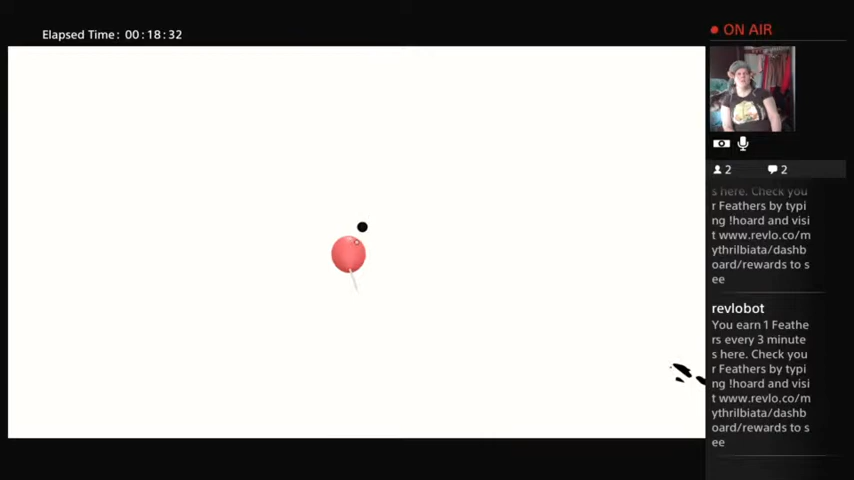 Elapsed Time: 00:18:32
ON AIR
2 2
s here. Check you
r Feathers by typi
ng !hoard and visi
t www.revlo.co/m
ythrilbiata/dashb
oard/rewards to s
ee
revlobot
You earn 1 Feathe
rs every 3 minute
s here. Check you
r Feathers by typi
ng !hoard and visi
t www.revlo.co/m
ythrilbiata/dashb
oard/rewards to s
ee